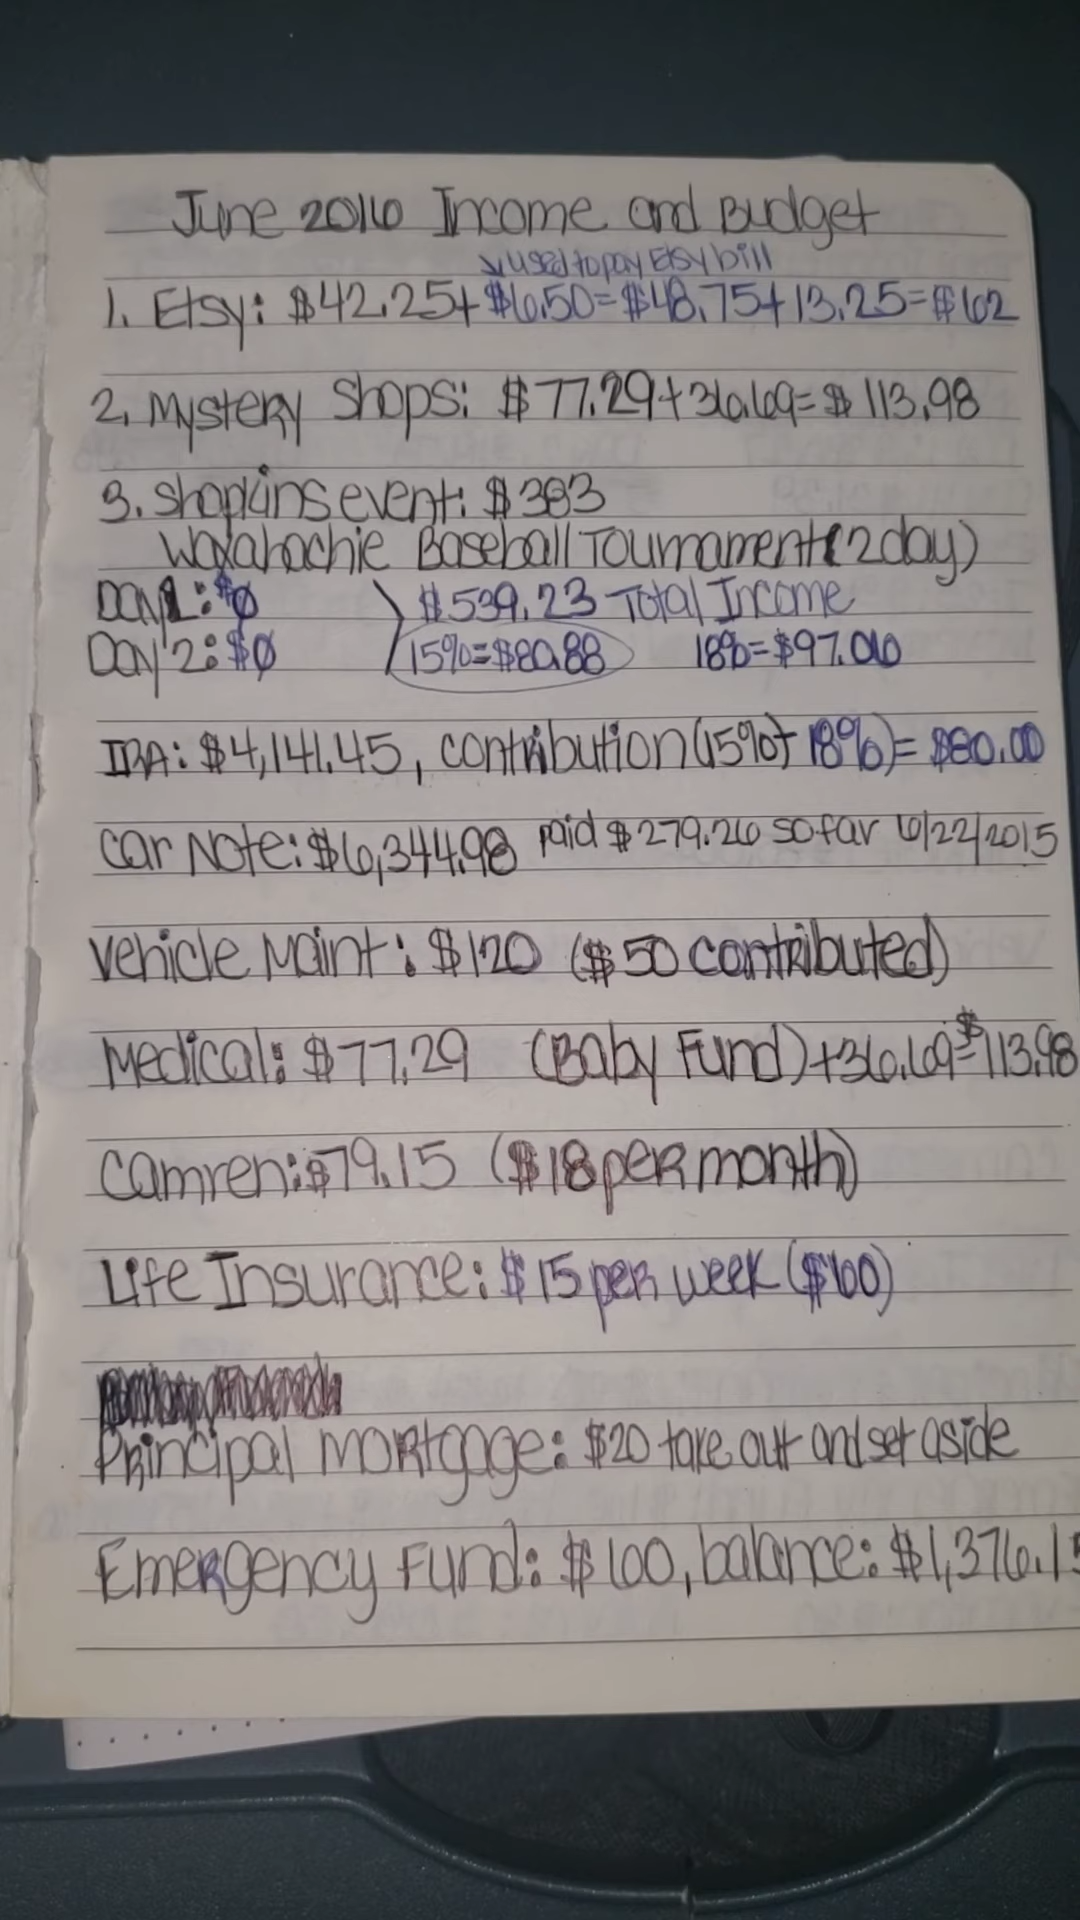 June 2016 Income and Budget
↘used to pay Etsy bill
1. Etsy: $42.25+$6.50=$48.75+13.25=$62
2. Mystery Shops: $77.29+36.69=$113.98
3. Shopkins event: $383
Waxahachie Baseball Tournament (2 day)
Day 1: $0 $539.23 Total Income
Day 2: $0 15%=$80.88 18%=$97.06
IRA: $4,141.45, contribution (15%+18%)=$80.00
Car Note: $6,344.98 paid $279.26 so far 6/22/2015
Vehicle Maint: $120 ($50 contributed)
Medical: $77.29 (Baby Fund)+36.69=$113.98
Camren: $79.15 ($18 per month)
Life Insurance: $15 per week ($60)
Principal Mortgage: $20 take out and set aside
Emergency Fund: $100, balance: $1,376.1